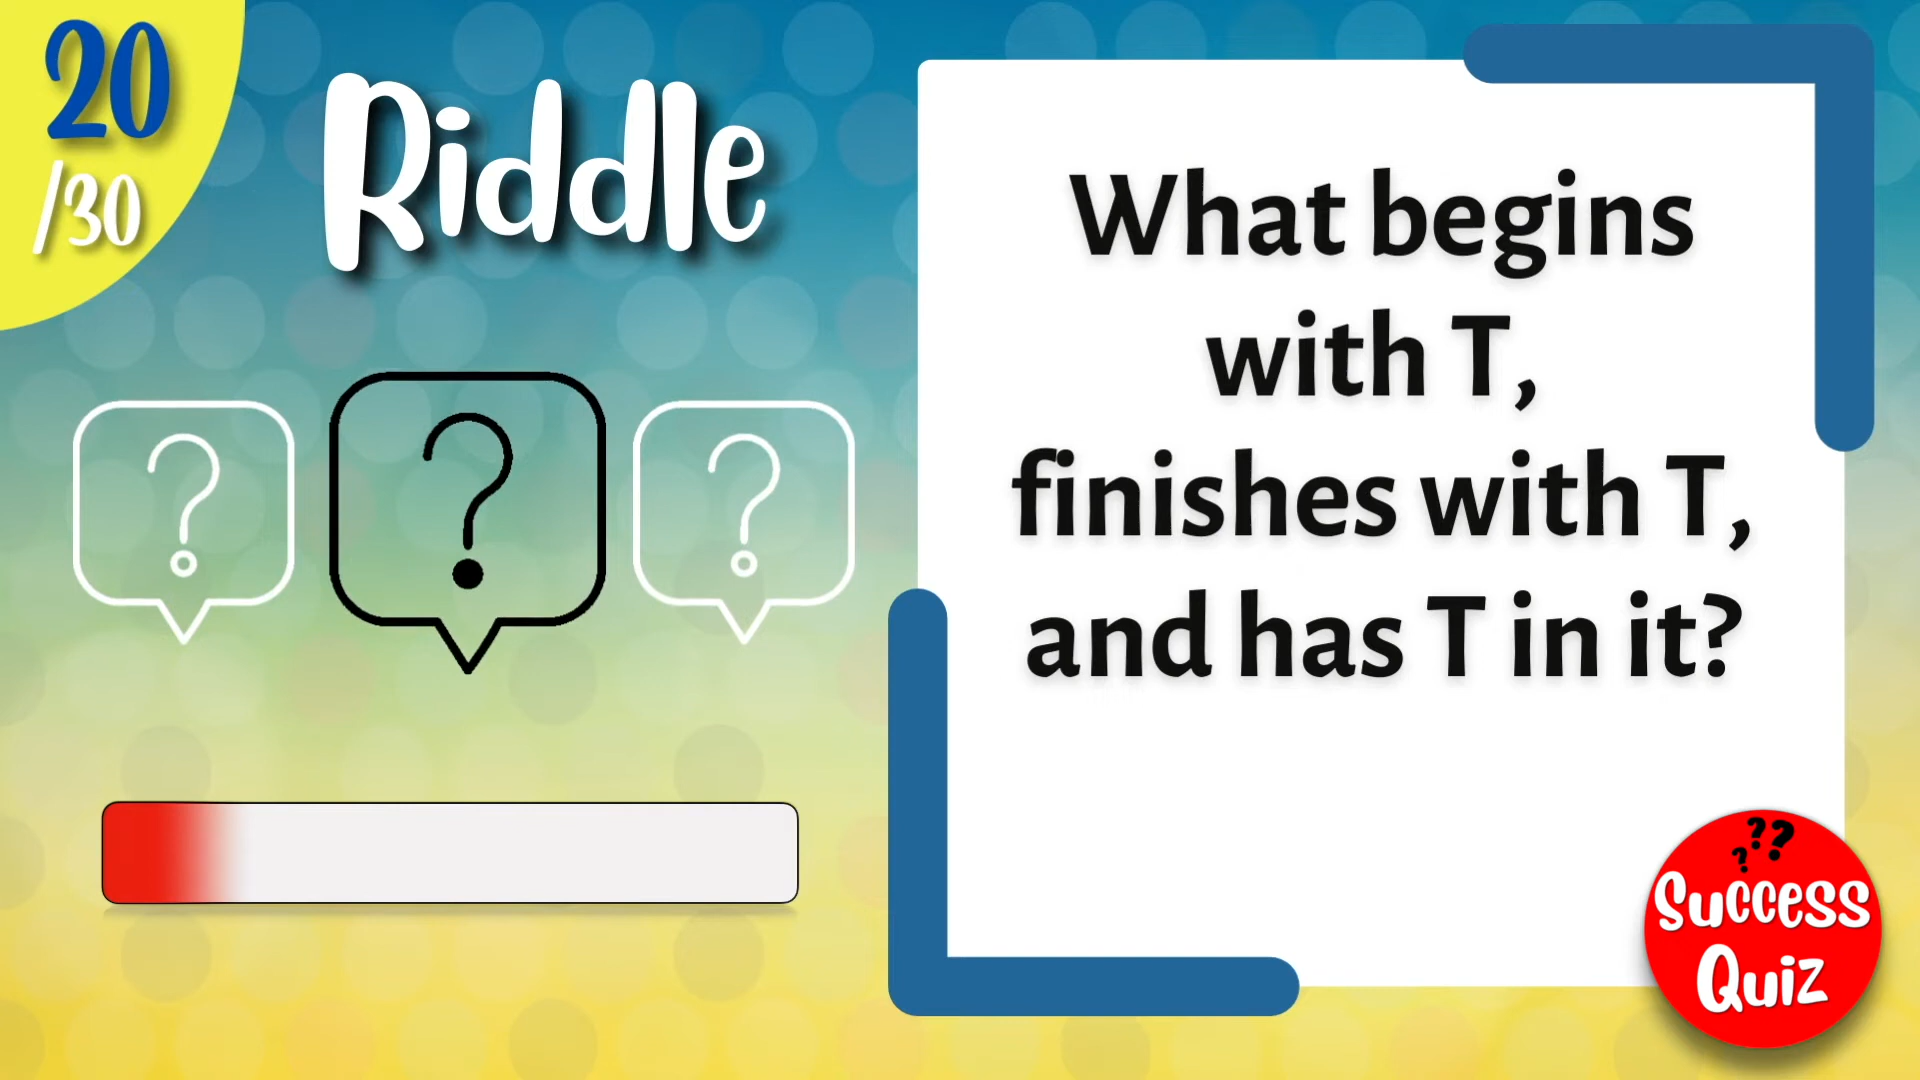 20
/30
Riddle
What begins
with T,
finishes with T,
and has T in it?
? ? ?
???
Success
Quiz